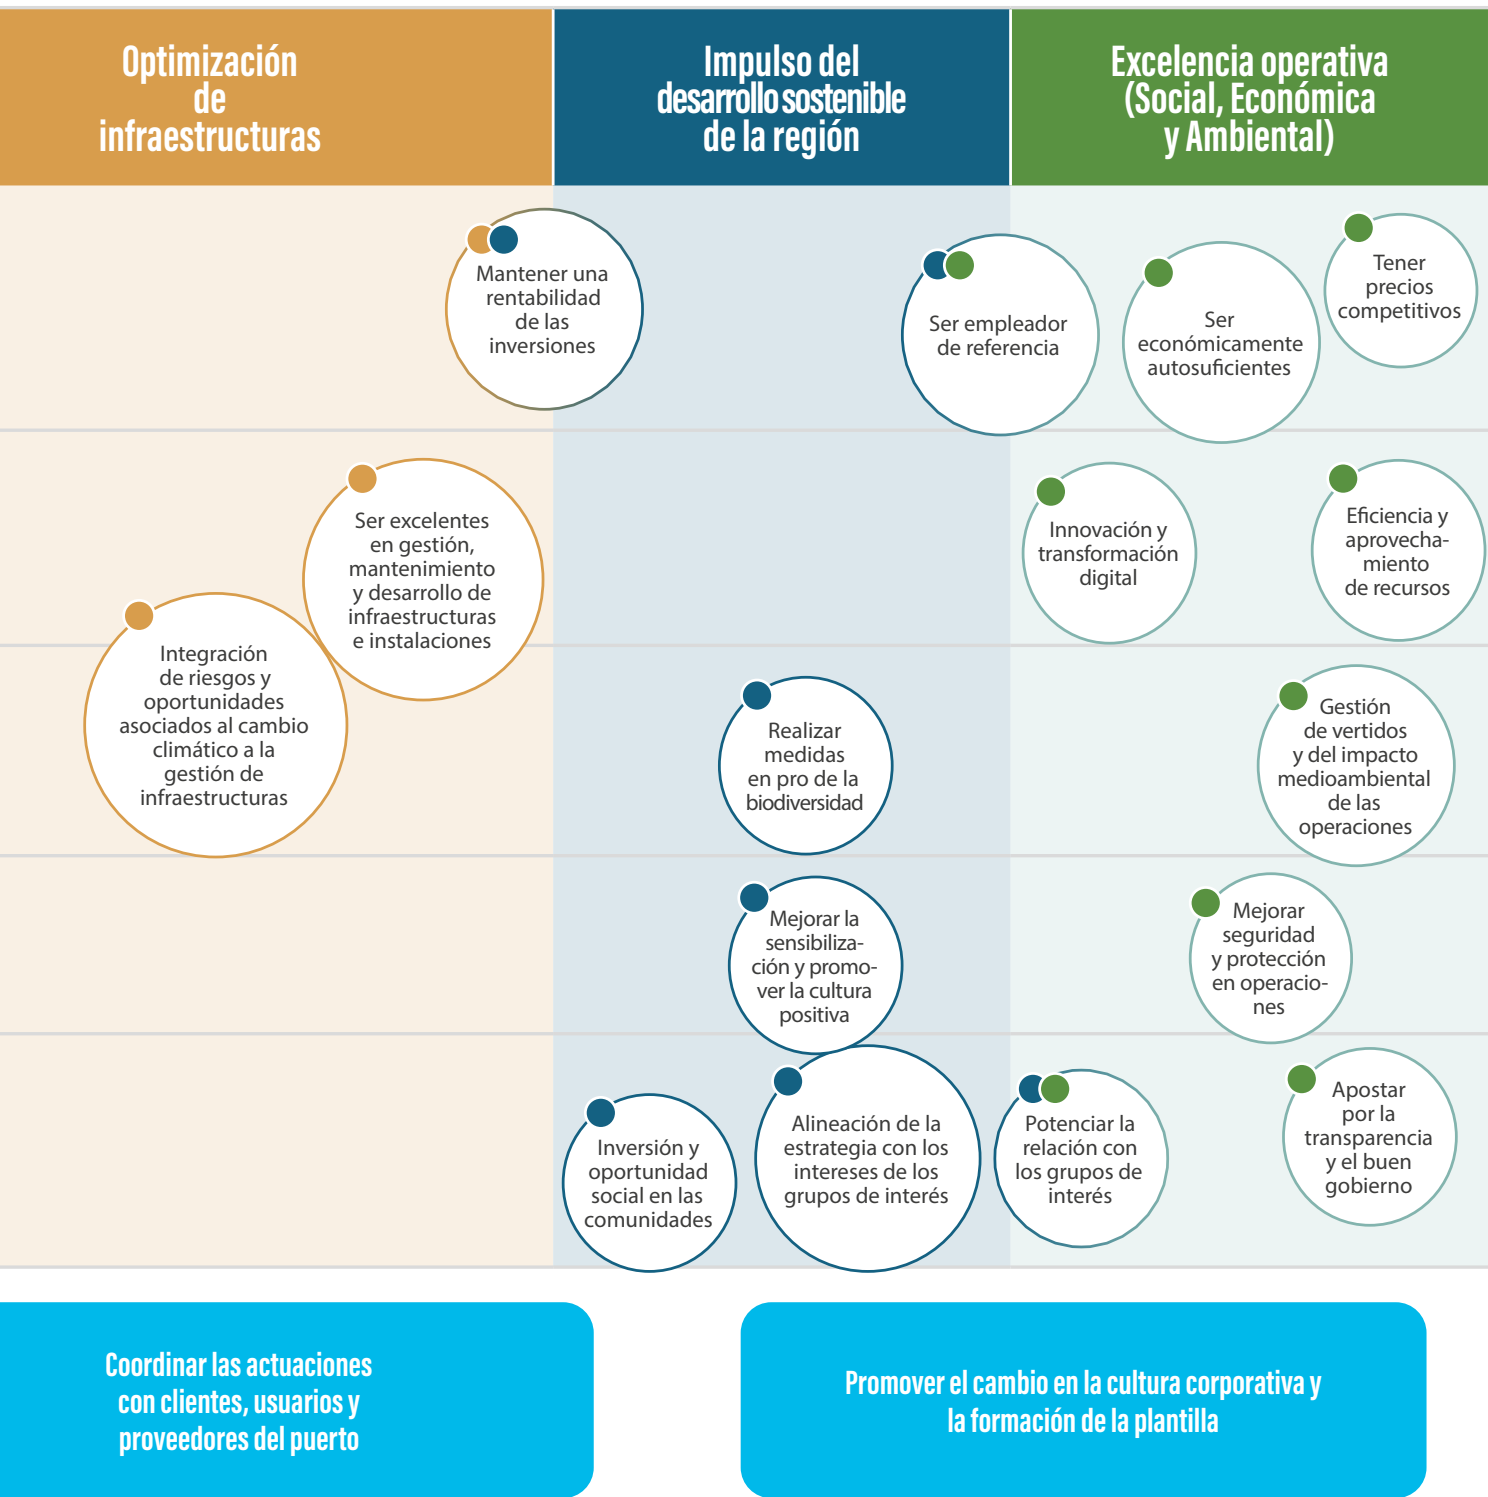 Optimización
de
infraestructuras
Impulso del
desarrollo sostenible
de la región
Excelencia operativa
(Social, Económica
y Ambiental)
Mantener una
rentabilidad
de las
inversiones
Ser empleador
de referencia
Ser
económicamente
autosuficientes
Tener
precios
competitivos
Ser excelentes
en gestión,
mantenimiento
y desarrollo de
infraestructuras
e instalaciones
Innovación y
transformación
digital
Eficiencia y
aprovecha-
miento
de recursos
Integración
de riesgos y
oportunidades
asociados al cambio
climático a la
gestión de
infraestructuras
Realizar
medidas
en pro de la
biodiversidad
Gestión
de vertidos
y del impacto
medioambiental
de las
operaciones
Mejorar la
sensibiliza-
ción y promo-
ver la cultura
positiva
Mejorar
seguridad
y protección
en operacio-
nes
Inversión y
oportunidad
social en las
comunidades
Alineación de la
estrategia con los
intereses de los
grupos de interés
Potenciar la
relación con
los grupos de
interés
Apostar
por la
transparencia
y el buen
gobierno
Coordinar las actuaciones
con clientes, usuarios y
proveedores del puerto
Promover el cambio en la cultura corporativa y
la formación de la plantilla